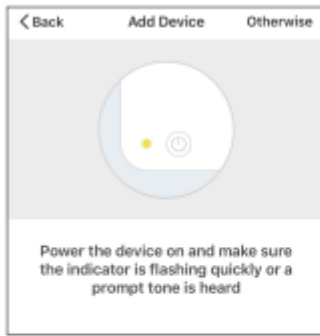 Back Add Device Otherwise
Power the device on and make sure
the indicator is flashing quickly or a
prompt tone is heard